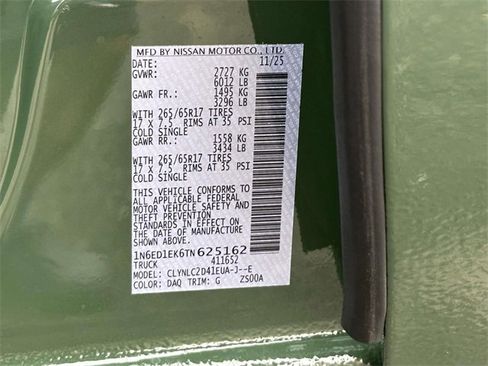 MFD BY NISSAN MOTOR CO., LTD.
DATE: 11/25
GVWR: 2727 KG
6012 LB
GAWR FR.: 1495 KG
3296 LB
WITH 265/65R17 TIRES
17 X 7.5 RIMS AT 35 PSI
COLD SINGLE
GAWR RR.: 1558 KG
3434 LB
WITH 265/65R17 TIRES
17 X 7.5 RIMS AT 35 PSI
COLD SINGLE
THIS VEHICLE CONFORMS TO
ALL APPLICABLE FEDERAL
MOTOR VEHICLE SAFETY AND
THEFT PREVENTION
STANDARDS IN EFFECT ON
THE DATE OF MANUFACTURE
SHOWN ABOVE.
1N6ED1EK6TN625162
TRUCK 411652
MODEL: CLYNLC2D41EUA-J--E
COLOR: DAQ TRIM: G ZS00A